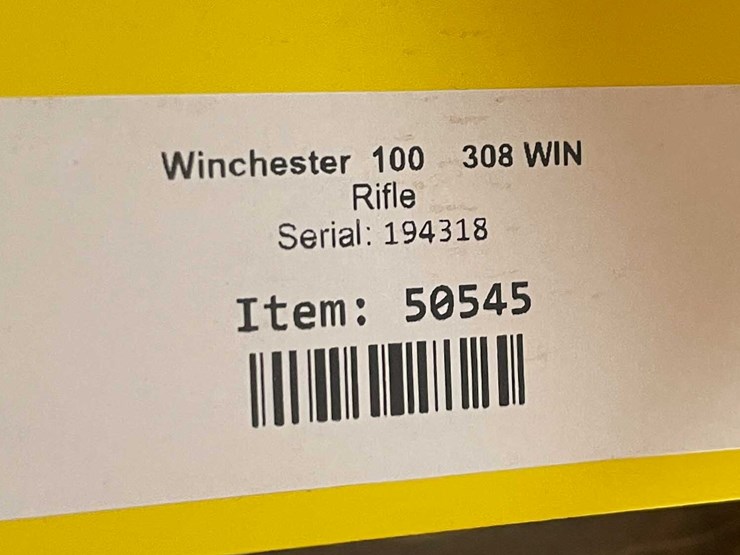 Winchester 100 308 WIN
Rifle
Serial: 194318
Item: 50545